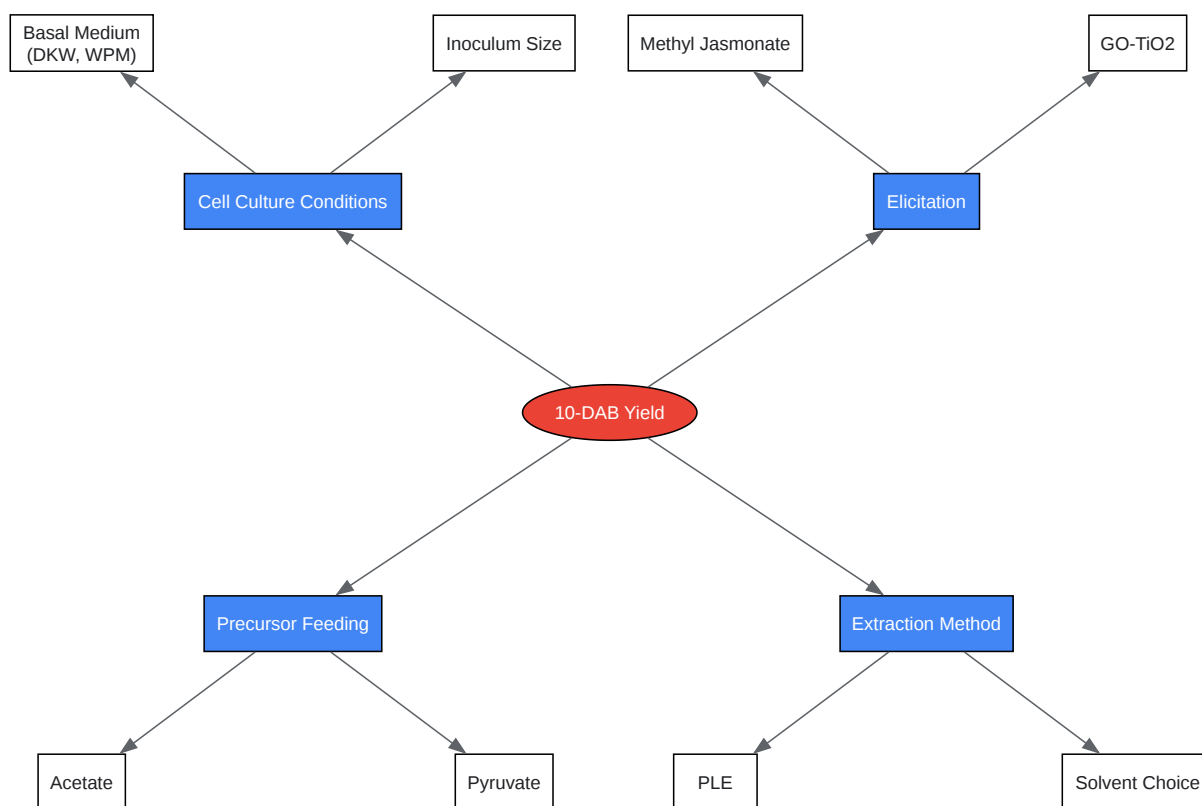 Basal Medium
(DKW, WPM)
Inoculum Size
Methyl Jasmonate
GO-TiO2
Cell Culture Conditions
Elicitation
10-DAB Yield
Precursor Feeding
Extraction Method
Acetate
Pyruvate
PLE
Solvent Choice